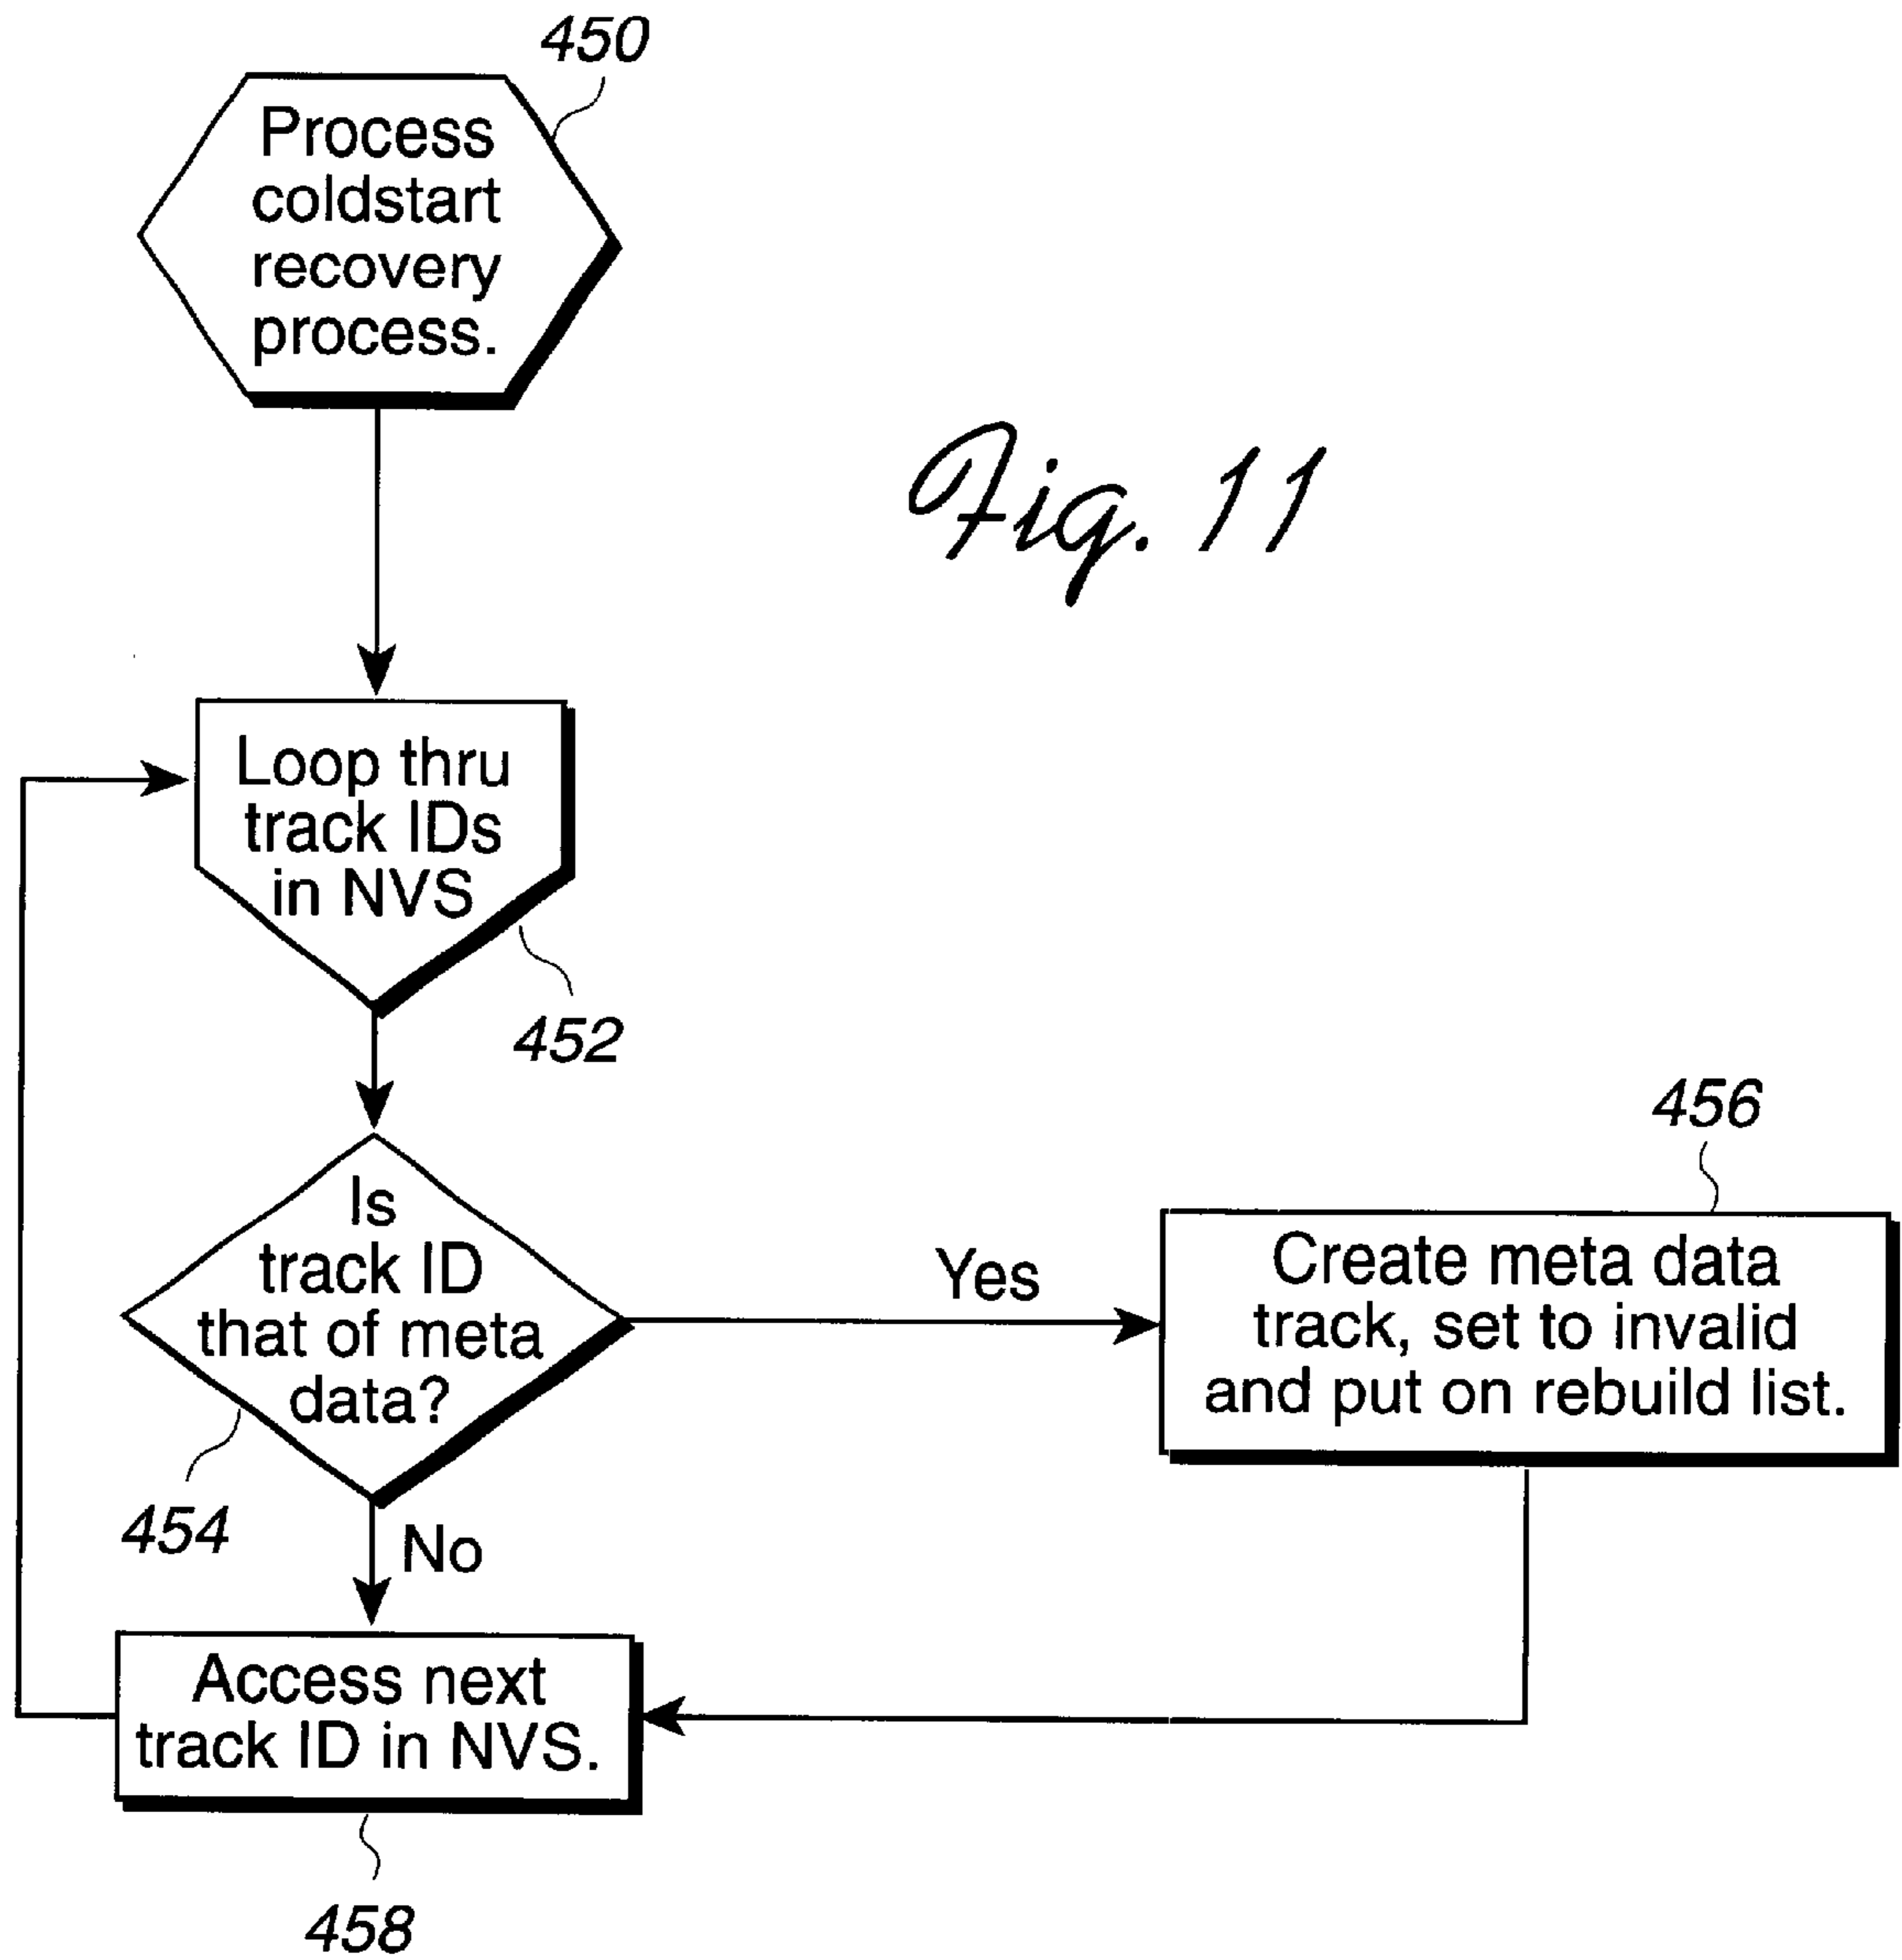 450
Process
coldstart
recovery
process.
Fig. 11
Loop thru
track IDs
in NVS
452
Is
track ID
that of meta
data?
454
Yes
456
Create meta data
track, set to invalid
and put on rebuild list.
No
Access next
track ID in NVS.
458